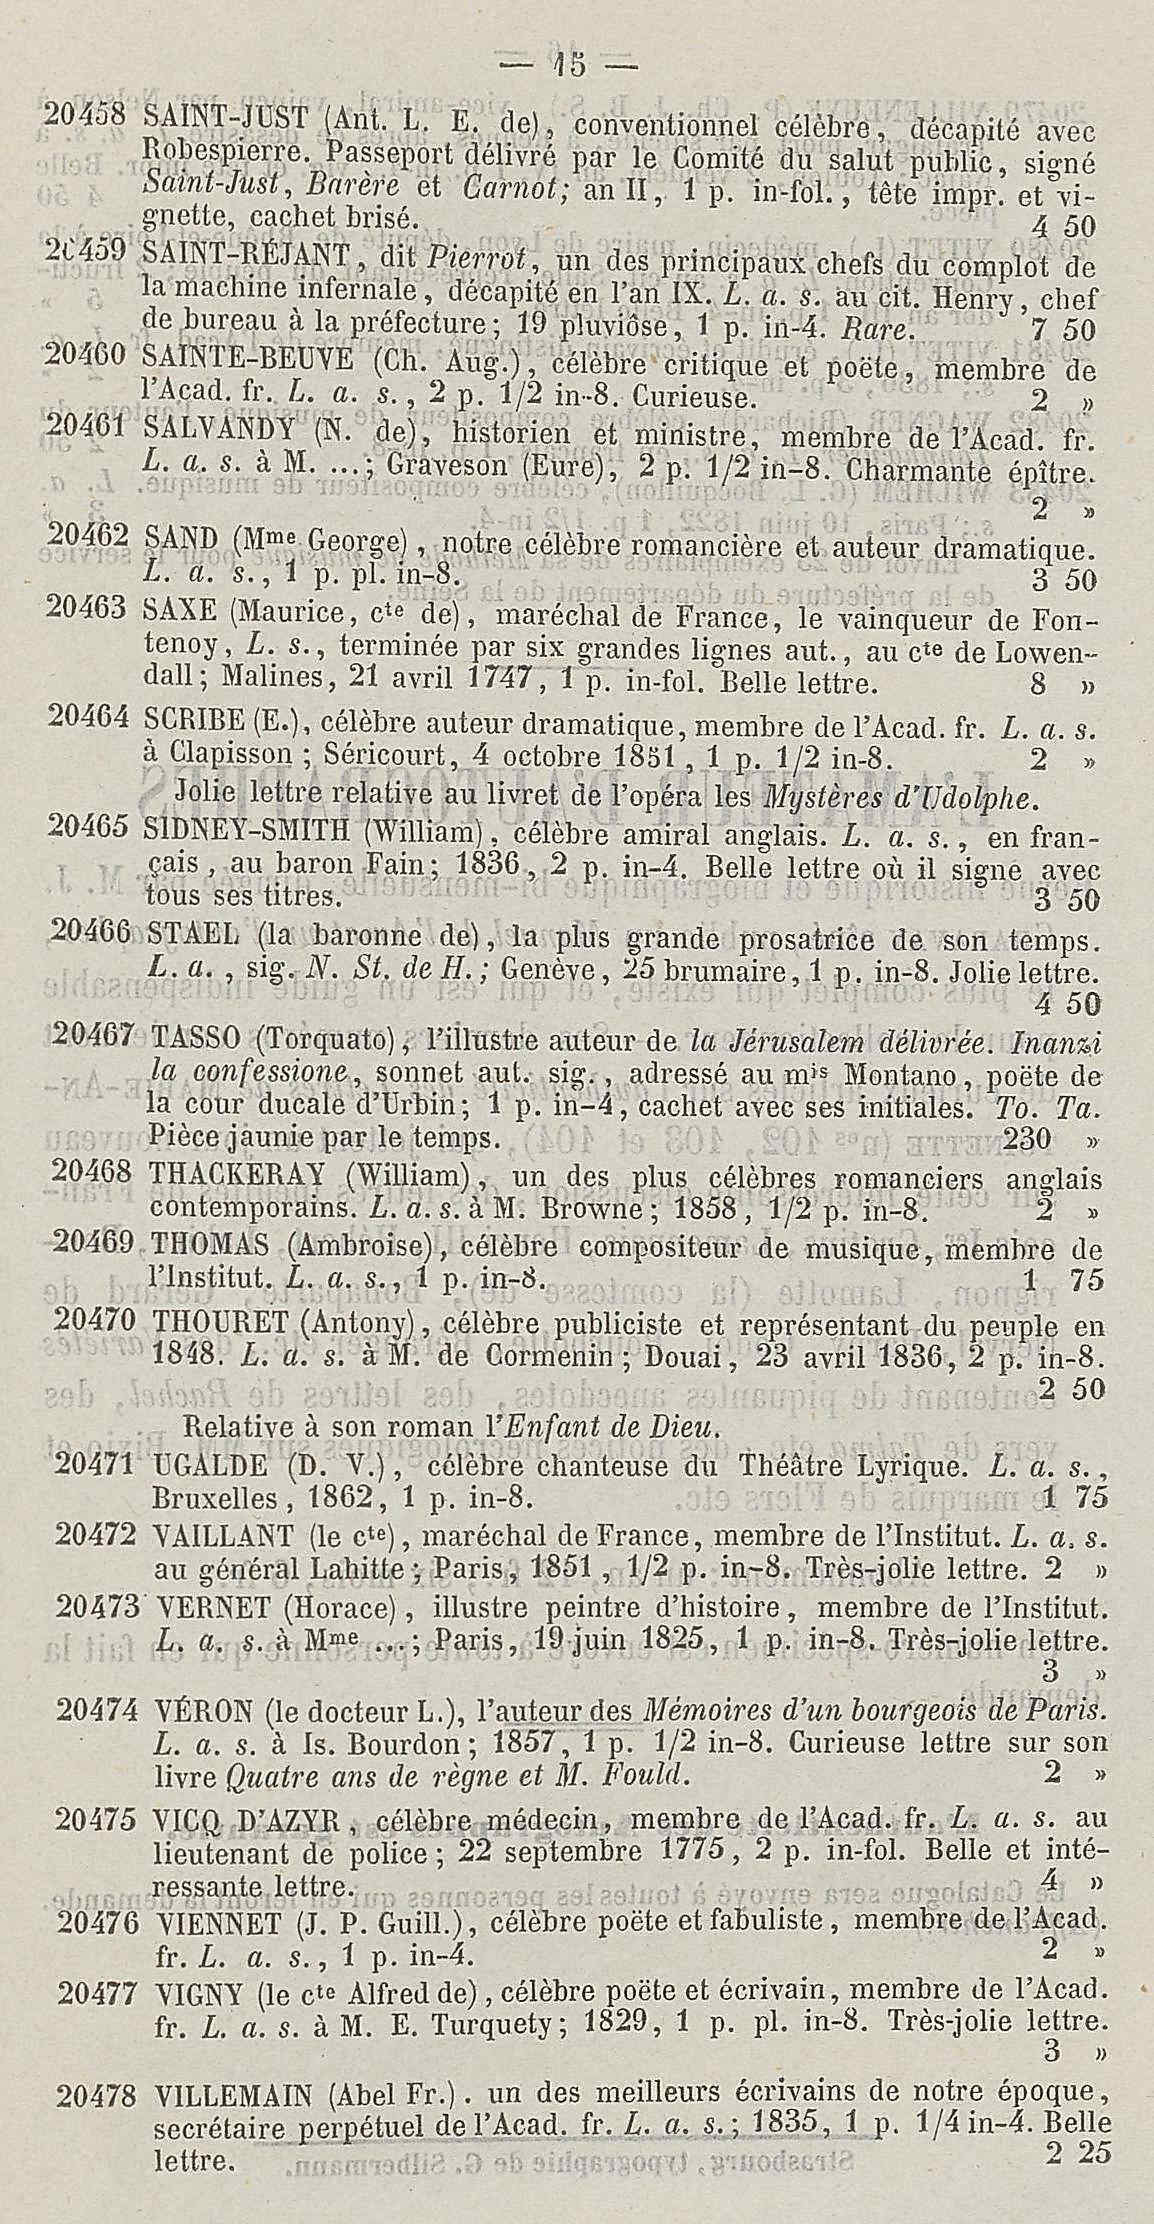 — 15 —
20458 SAINT-JUST (Ant. L. E. de), conventionnel célèbre, décapité avec
Robespierre. Passeport délivré par le Comité du salut public, signé
Saint-Just, Barère et Carnot; an II, 1 p. in-fol., tête impr. et vi-
gnette, cachet brisé. 4 50
20459 SAINT-RÉJANT, dit Pierrot, un des principaux chefs du complot de
la machine infernale, décapité en l'an IX. L. a. s. au cit. Henry, chef
de bureau à la préfecture; 19 pluviôse, 1 p. in-4. Rare. 7 50
20460 SAINTE-BEUVE (Ch. Aug.), célèbre critique et poëte, membre de
l'Acad. fr. L. a. s., 2 p. 1/2 in-8. Curieuse. 2 »
20461 SALVANDY (N. de), historien et ministre, membre de l'Acad. fr.
L. a. s. à M. ...; Graveson (Eure), 2 p. 1/2 in-8. Charmante épître.
2 »
20462 SAND (Mme George), notre célèbre romancière et auteur dramatique.
L. a. s., 1 p. pl. in-8. 3 50
20463 SAXE (Maurice, cte de), maréchal de France, le vainqueur de Fon-
tenoy, L. s., terminée par six grandes lignes aut., au cte de Lowen-
dall; Malines, 21 avril 1747, 1 p. in-fol. Belle lettre. 8 »
20464 SCRIBE (E.), célèbre auteur dramatique, membre de l'Acad. fr. L. a. s.
à Clapisson; Séricourt, 4 octobre 1851, 1 p. 1/2 in-8. 2 »
Jolie lettre relative au livret de l'opéra les Mystères d'Udolphe.
20465 SIDNEY-SMITH (William), célèbre amiral anglais. L. a. s., en fran-
çais, au baron Fain; 1836, 2 p. in-4. Belle lettre où il signe avec
tous ses titres. 3 50
20466 STAEL (la baronne de), la plus grande prosatrice de son temps.
L. a., sig. N. St. de H.; Genève, 25 brumaire, 1 p. in-8. Jolie lettre.
4 50
20467 TASSO (Torquato), l'illustre auteur de la Jérusalem délivrée. Inanzi
la confessione, sonnet aut. sig., adressé au mis Montano, poëte de
la cour ducale d'Urbin; 1 p. in-4, cachet avec ses initiales. To. Ta.
Pièce jaunie par le temps. 230 »
20468 THACKERAY (William), un des plus célèbres romanciers anglais
contemporains. L. a. s. à M. Browne; 1858, 1/2 p. in-8. 2 »
20469 THOMAS (Ambroise), célèbre compositeur de musique, membre de
l'Institut. L. a. s., 1 p. in-8. 1 75
20470 THOURET (Antony), célèbre publiciste et représentant du peuple en
1848. L. a. s. à M. de Cormenin; Douai, 23 avril 1836, 2 p. in-8.
2 50
Relative à son roman l'Enfant de Dieu.
20471 UGALDE (D. V.), célèbre chanteuse du Théâtre Lyrique. L. a. s.,
Bruxelles, 1862, 1 p. in-8. 1 75
20472 VAILLANT (le cte), maréchal de France, membre de l'Institut. L. a. s.
au général Lahitte; Paris, 1851, 1/2 p. in-8. Très-jolie lettre. 2 »
20473 VERNET (Horace), illustre peintre d'histoire, membre de l'Institut.
L. a. s. à Mme ...; Paris, 19 juin 1825, 1 p. in-8. Très-jolie lettre.
3 »
20474 VÉRON (le docteur L.), l'auteur des Mémoires d'un bourgeois de Paris.
L. a. s. à Is. Bourdon; 1857, 1 p. 1/2 in-8. Curieuse lettre sur son
livre Quatre ans de règne et M. Fould. 2 »
20475 VICQ D'AZYR, célèbre médecin, membre de l'Acad. fr. L. a. s. au
lieutenant de police; 22 septembre 1775, 2 p. in-fol. Belle et inté-
ressante lettre. 4 »
20476 VIENNET (J. P. Guill.), célèbre poëte et fabuliste, membre de l'Acad.
fr. L. a. s., 1 p. in-4. 2 »
20477 VIGNY (le cte Alfred de), célèbre poëte et écrivain, membre de l'Acad.
fr. L. a. s. à M. E. Turquety; 1829, 1 p. pl. in-8. Très-jolie lettre.
3 »
20478 VILLEMAIN (Abel Fr.). un des meilleurs écrivains de notre époque,
secrétaire perpétuel de l'Acad. fr. L. a. s.; 1835, 1 p. 1/4 in-4. Belle
lettre. 2 25